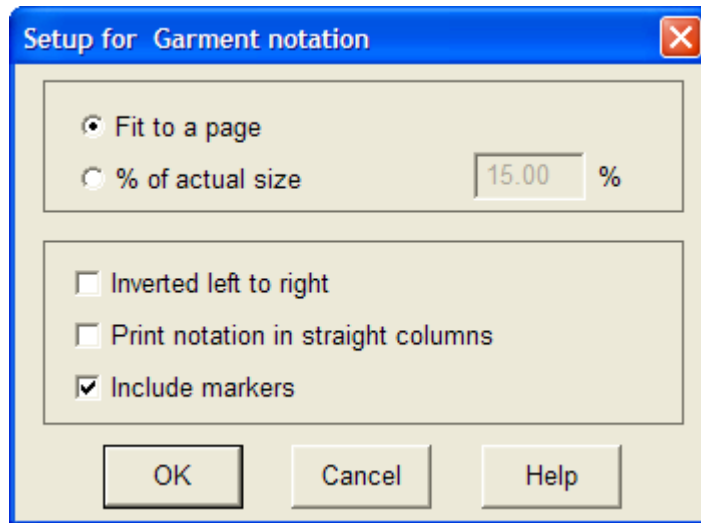 Setup for Garment notation
Fit to a page
% of actual size 15.00 %
Inverted left to right
Print notation in straight columns
Include markers
OK Cancel Help